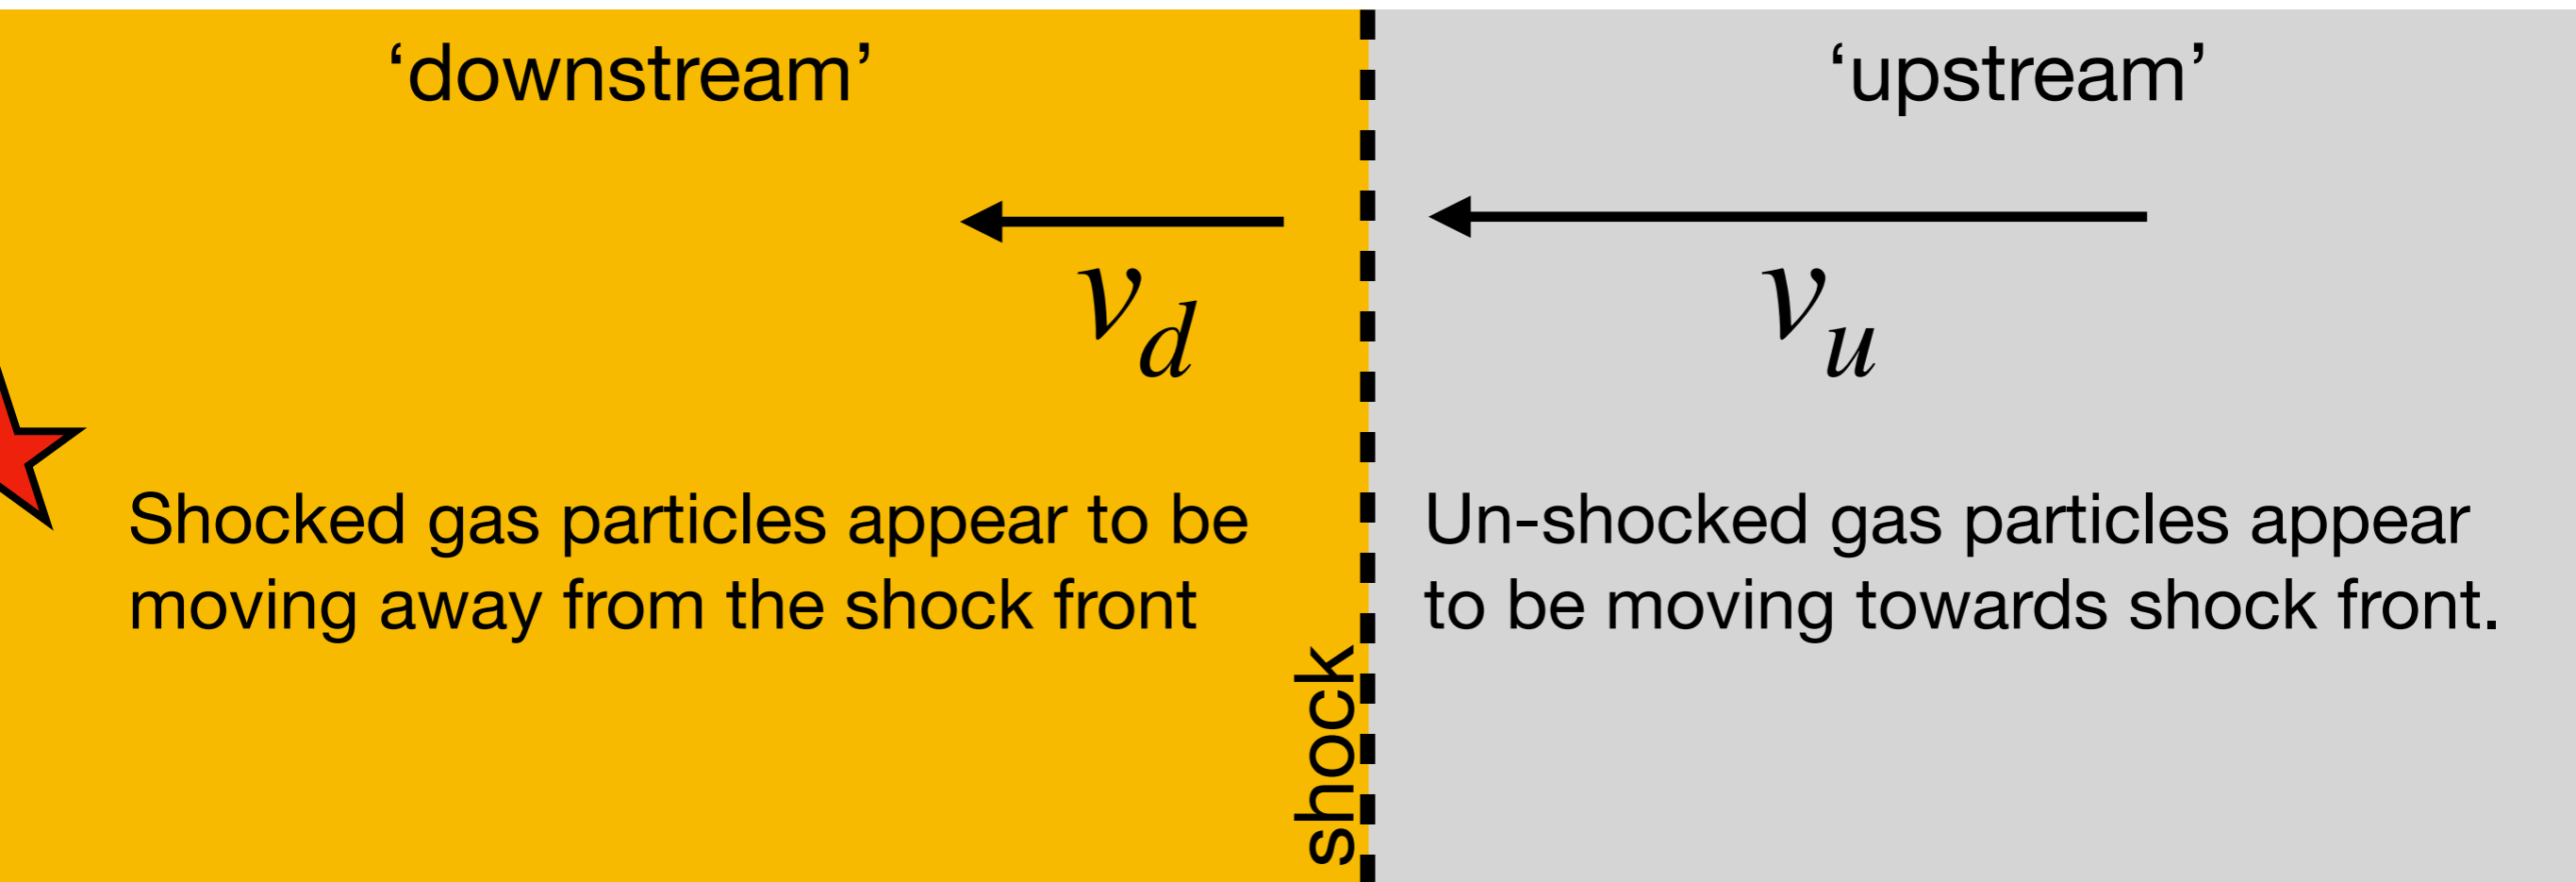 ‘downstream’
‘upstream’
v_d
v_u
Shocked gas particles appear to be
moving away from the shock front
Un-shocked gas particles appear
to be moving towards shock front.
shock